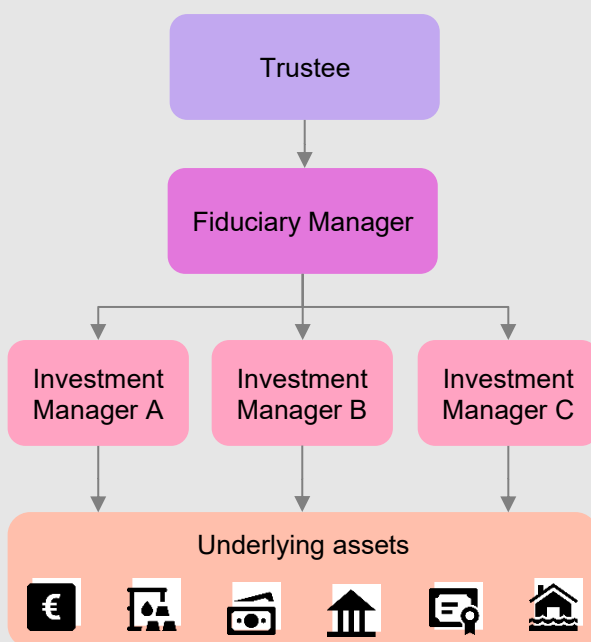 Trustee
Fiduciary Manager
Investment
Manager A
Investment
Manager B
Investment
Manager C
Underlying assets
€